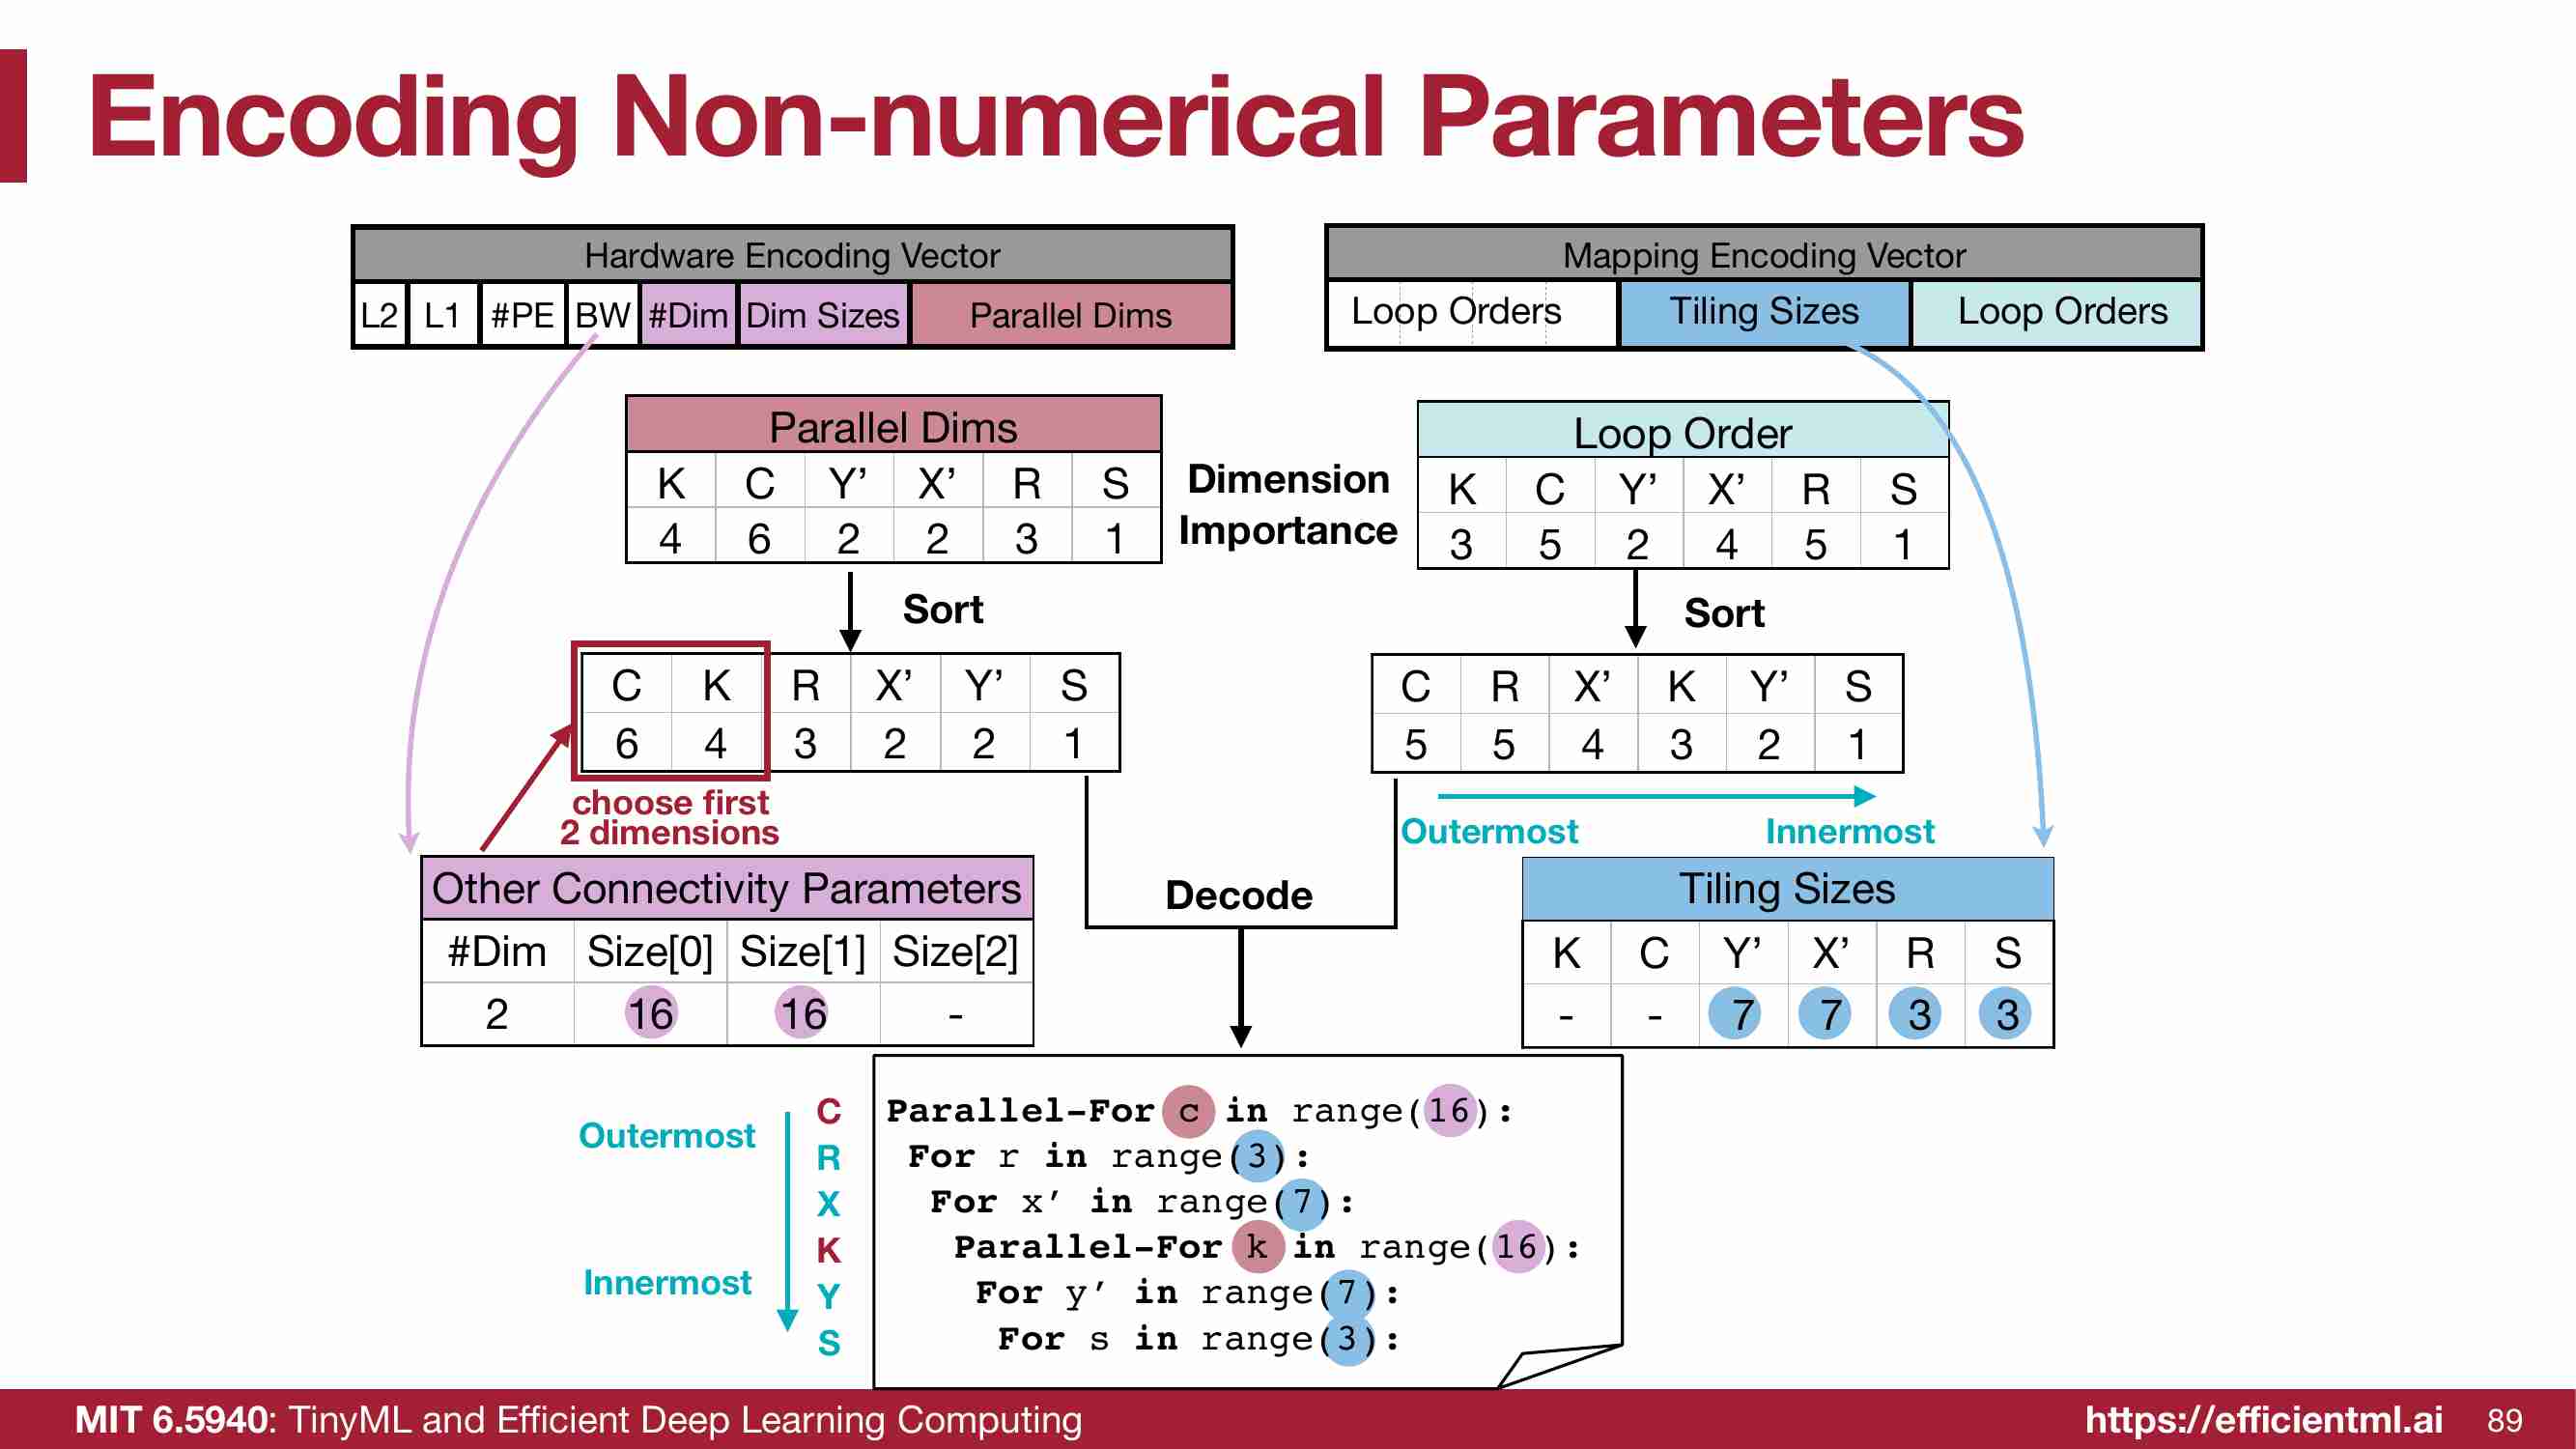 Encoding Non-numerical Parameters
Hardware Encoding Vector
L2 L1 #PE BW #Dim Dim Sizes Parallel Dims
Mapping Encoding Vector
Loop Orders Tiling Sizes Loop Orders
Parallel Dims
K C Y’ X’ R S
4 6 2 2 3 1
Dimension
Importance
Loop Order
K C Y’ X’ R S
3 5 2 4 5 1
Sort
Sort
C K R X’ Y’ S
6 4 3 2 2 1
C R X’ K Y’ S
5 5 4 3 2 1
choose first
2 dimensions
Outermost Innermost
Other Connectivity Parameters
#Dim Size[0] Size[1] Size[2]
2 16 16 -
Decode
Tiling Sizes
K C Y’ X’ R S
- - 7 7 3 3
Outermost
Innermost
C
R
X
K
Y
S
Parallel-For c in range(16):
For r in range(3):
For x’ in range(7):
Parallel-For k in range(16):
For y’ in range(7):
For s in range(3):
MIT 6.5940: TinyML and Efficient Deep Learning Computing
https://efficientml.ai 89